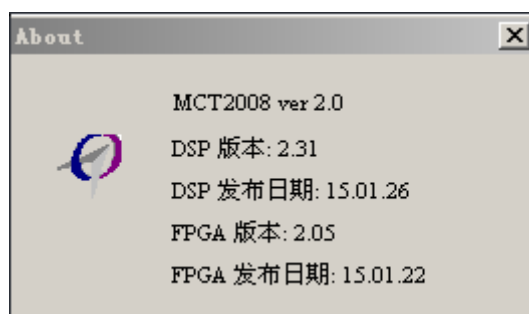 About
MCT2008 ver 2.0
DSP 版本: 2.31
DSP 发布日期: 15.01.26
FPGA 版本: 2.05
FPGA 发布日期: 15.01.22